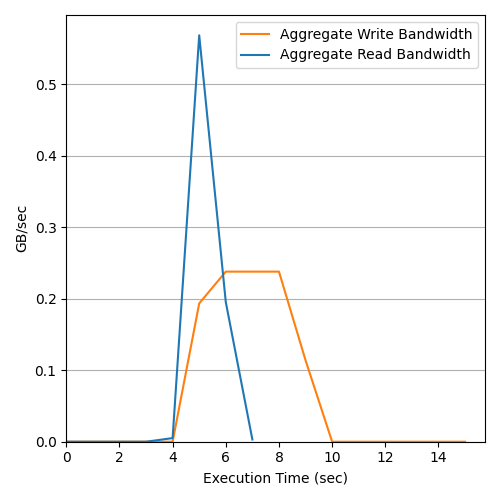 Aggregate Write Bandwidth
Aggregate Read Bandwidth
GB/sec
0.5
0.4
0.3
0.2
0.1
0.0
0 2 4 6 8 10 12 14
Execution Time (sec)